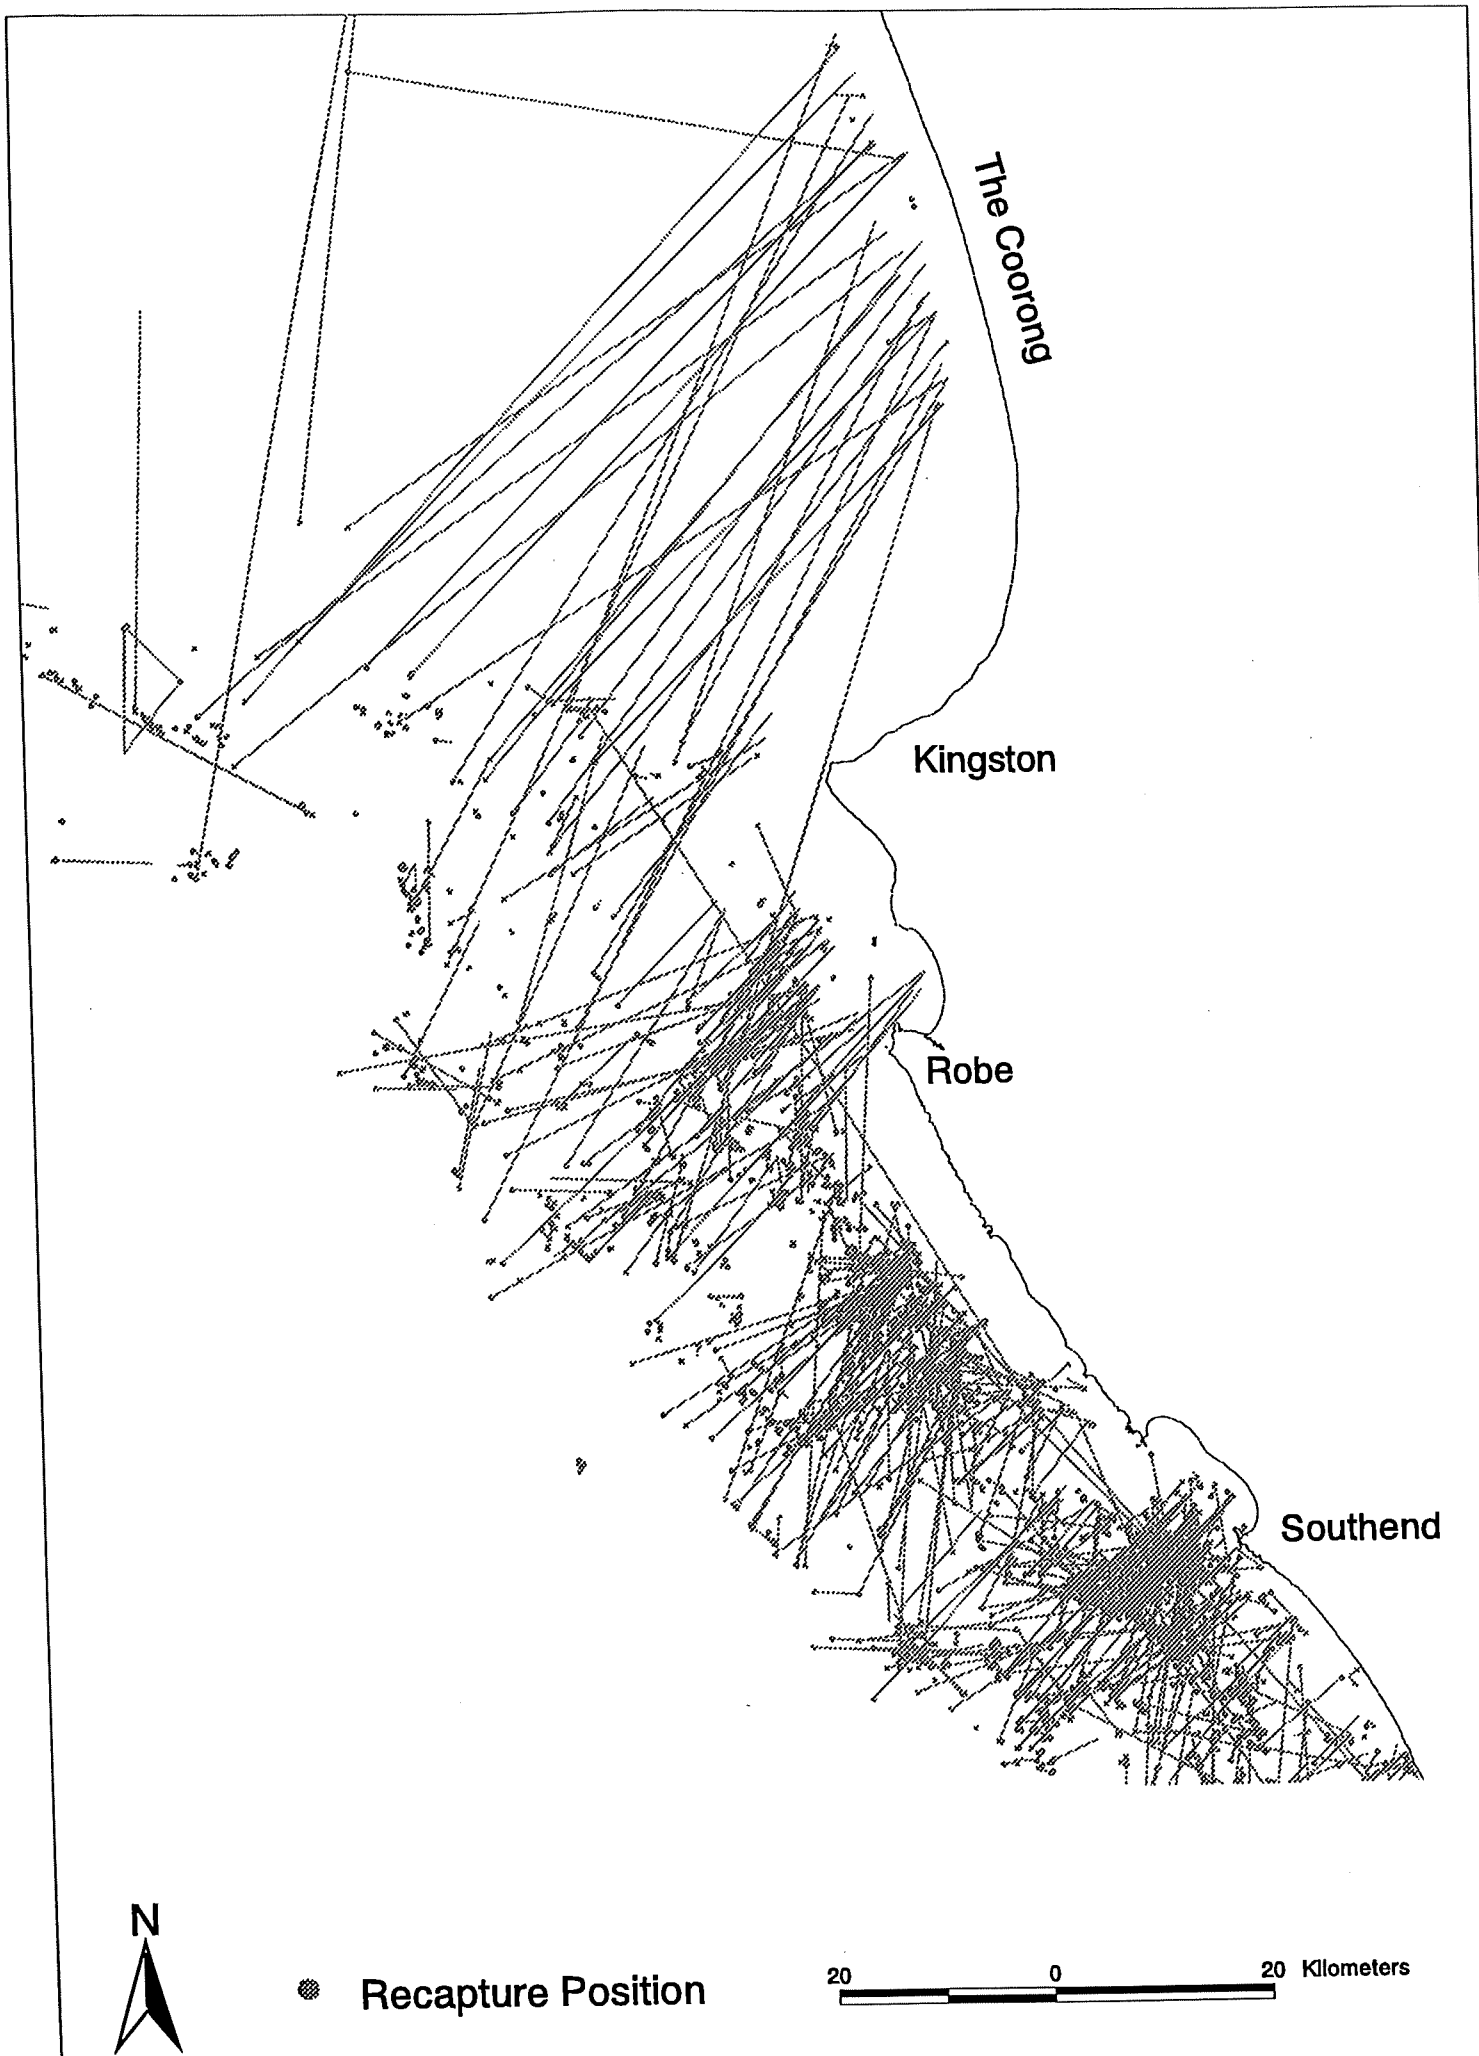 The Coorong
Kingston
Robe
Southend
N
Recapture Position
20 0 20 Kilometers